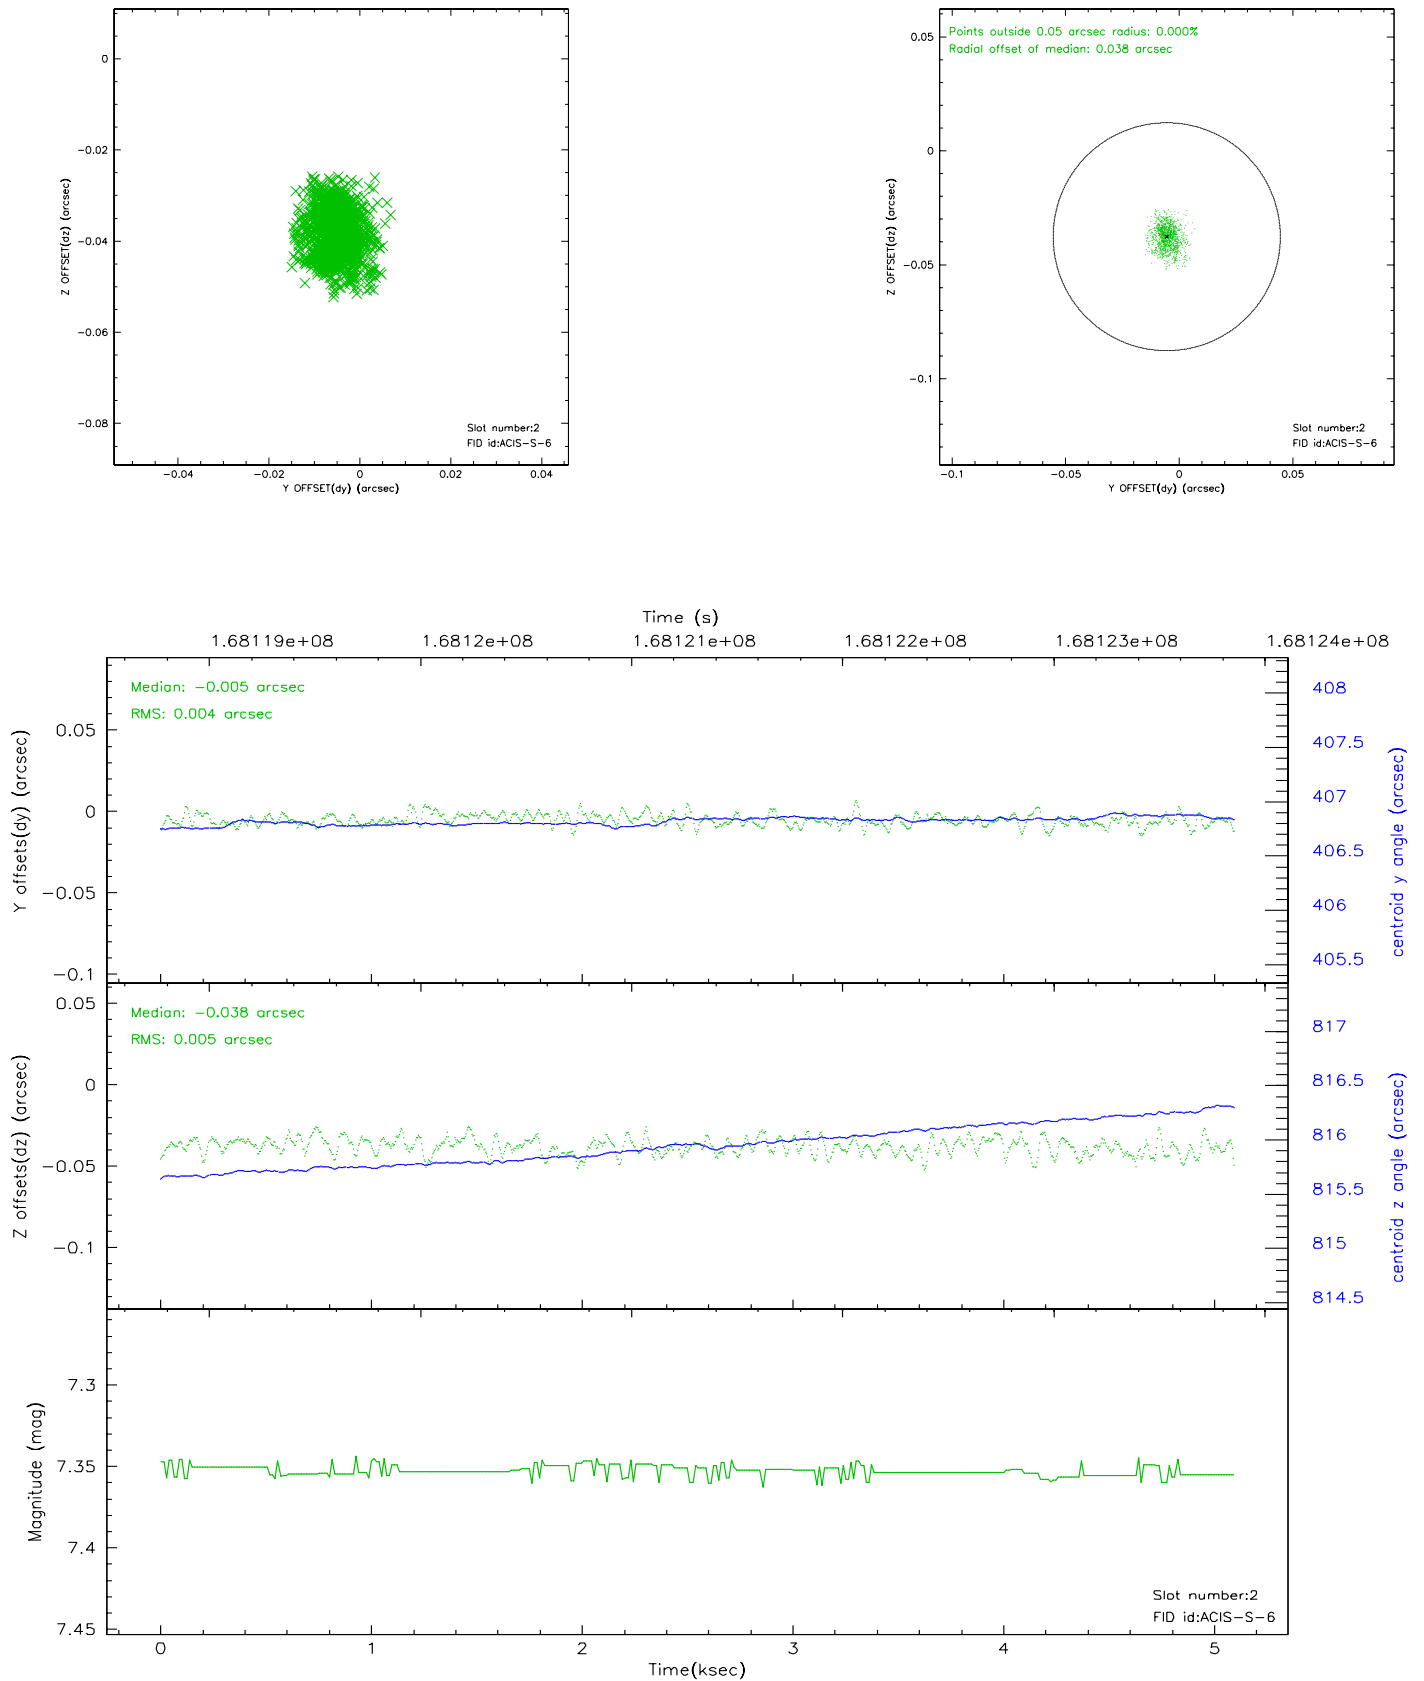 0
-0.02
-0.04
-0.06
-0.08
Z OFFSET(dz) (arcsec)
Slot number:2
FID id:ACIS-S-6
-0.04 -0.02 0 0.02 0.04
Y OFFSET(dy) (arcsec)
Points outside 0.05 arcsec radius: 0.000%
Radial offset of median: 0.038 arcsec
0.05
0
-0.05
-0.1
Z OFFSET(dz) (arcsec)
Slot number:2
FID id:ACIS-S-6
-0.1 -0.05 0 0.05
Y OFFSET(dy) (arcsec)
Time (s)
1.68119e+08 1.6812e+08 1.68121e+08 1.68122e+08 1.68123e+08 1.68124e+08
Median: -0.005 arcsec
RMS: 0.004 arcsec
0.05
0
-0.05
-0.1
Y offsets(dy) (arcsec)
408
407.5
407
406.5
406
405.5
centroid y angle (arcsec)
Median: -0.038 arcsec
RMS: 0.005 arcsec
0.05
0
-0.05
-0.1
Z offsets(dz) (arcsec)
817
816.5
816
815.5
815
814.5
centroid z angle (arcsec)
7.3
7.35
7.4
7.45
Magnitude (mag)
Slot number:2
FID id:ACIS-S-6
0 1 2 3 4 5
Time(ksec)